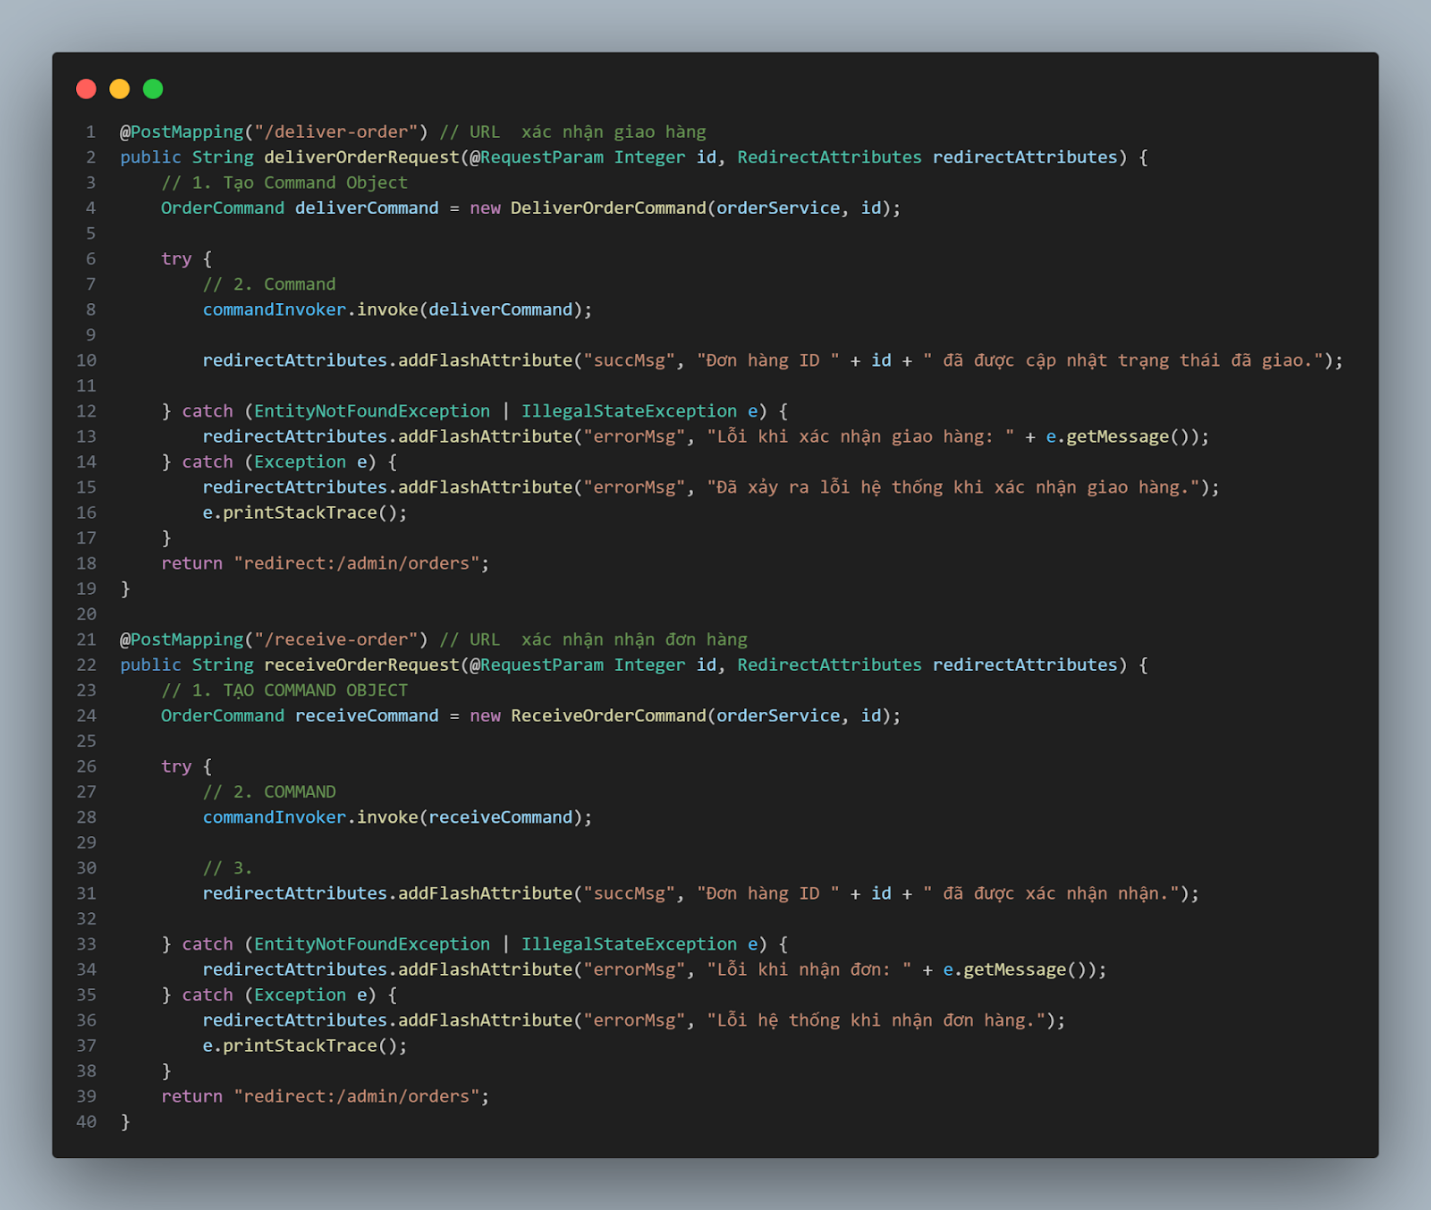 1 @PostMapping("/deliver-order") // URL  xác nhận giao hàng
2 public String deliverOrderRequest(@RequestParam Integer id, RedirectAttributes redirectAttributes) {
3     // 1. Tạo Command Object
4     OrderCommand deliverCommand = new DeliverOrderCommand(orderService, id);
5
6     try {
7         // 2. Command
8         commandInvoker.invoke(deliverCommand);
9
10         redirectAttributes.addFlashAttribute("succMsg", "Đơn hàng ID " + id + " đã được cập nhật trạng thái đã giao.");
11
12     } catch (EntityNotFoundException | IllegalStateException e) {
13         redirectAttributes.addFlashAttribute("errorMsg", "Lỗi khi xác nhận giao hàng: " + e.getMessage());
14     } catch (Exception e) {
15         redirectAttributes.addFlashAttribute("errorMsg", "Đã xảy ra lỗi hệ thống khi xác nhận giao hàng.");
16         e.printStackTrace();
17     }
18     return "redirect:/admin/orders";
19 }
20
21 @PostMapping("/receive-order") // URL  xác nhận nhận đơn hàng
22 public String receiveOrderRequest(@RequestParam Integer id, RedirectAttributes redirectAttributes) {
23     // 1. TẠO COMMAND OBJECT
24     OrderCommand receiveCommand = new ReceiveOrderCommand(orderService, id);
25
26     try {
27         // 2. COMMAND
28         commandInvoker.invoke(receiveCommand);
29
30         // 3.
31         redirectAttributes.addFlashAttribute("succMsg", "Đơn hàng ID " + id + " đã được xác nhận nhận.");
32
33     } catch (EntityNotFoundException | IllegalStateException e) {
34         redirectAttributes.addFlashAttribute("errorMsg", "Lỗi khi nhận đơn: " + e.getMessage());
35     } catch (Exception e) {
36         redirectAttributes.addFlashAttribute("errorMsg", "Lỗi hệ thống khi nhận đơn hàng.");
37         e.printStackTrace();
38     }
39     return "redirect:/admin/orders";
40 }